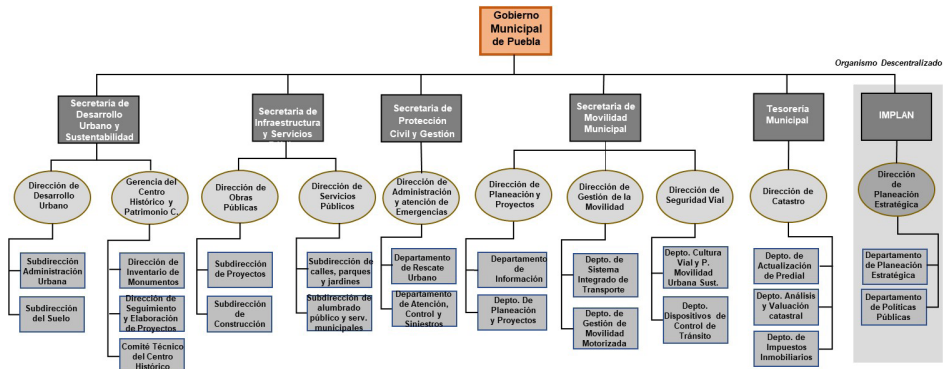 Gobierno
Municipal
de Puebla
Organismo Descentralizado
Secretaría de
Desarrollo
Urbano y
Sustentabilidad
Secretaría de
Infraestructura
y Servicios
Secretaría de
Protección
Civil y Gestión
Secretaría de
Movilidad
Municipal
Tesorería
Municipal
IMPLAN
Dirección de
Desarrollo
Urbano
Gerencia del
Centro
Histórico y
Patrimonio C.
Dirección de
Obras
Públicas
Dirección de
Servicios
Públicos
Dirección de
Administración
y atención de
Emergencias
Dirección de
Planeación y
Proyectos
Dirección de
Gestión de la
Movilidad
Dirección de
Seguridad Vial
Dirección de
Catastro
Dirección
de
Planeación
Estratégica
Subdirección
Administración
Urbana
Subdirección
del Suelo
Dirección de
Inventario de
Monumentos
Dirección de
Seguimiento
y Elaboración
de Proyectos
Comité Técnico
del Centro
Histórico
Subdirección
de Proyectos
Subdirección
de
Construcción
Subdirección de
calles, parques
y jardines
Subdirección de
alumbrado
público y serv.
municipales
Departamento
de Rescate
Urbano
Departamento
de Atención,
Control y
Siniestros
Departamento
de
Información
Depto. De
Planeación
y Proyectos
Depto. de
Sistema
Integrado de
Transporte
Depto. de
Gestión de
Movilidad
Motorizada
Depto. Cultura
Vial y P.
Movilidad
Urbana Sust.
Depto.
Dispositivos de
Control de
Tránsito
Depto. de
Actualización
de Predial
Depto. Análisis
y Valuación
catastral
Depto. de
Impuestos
Inmobiliarios
Departamento
de Planeación
Estratégica
Departamento
de Políticas
Públicas